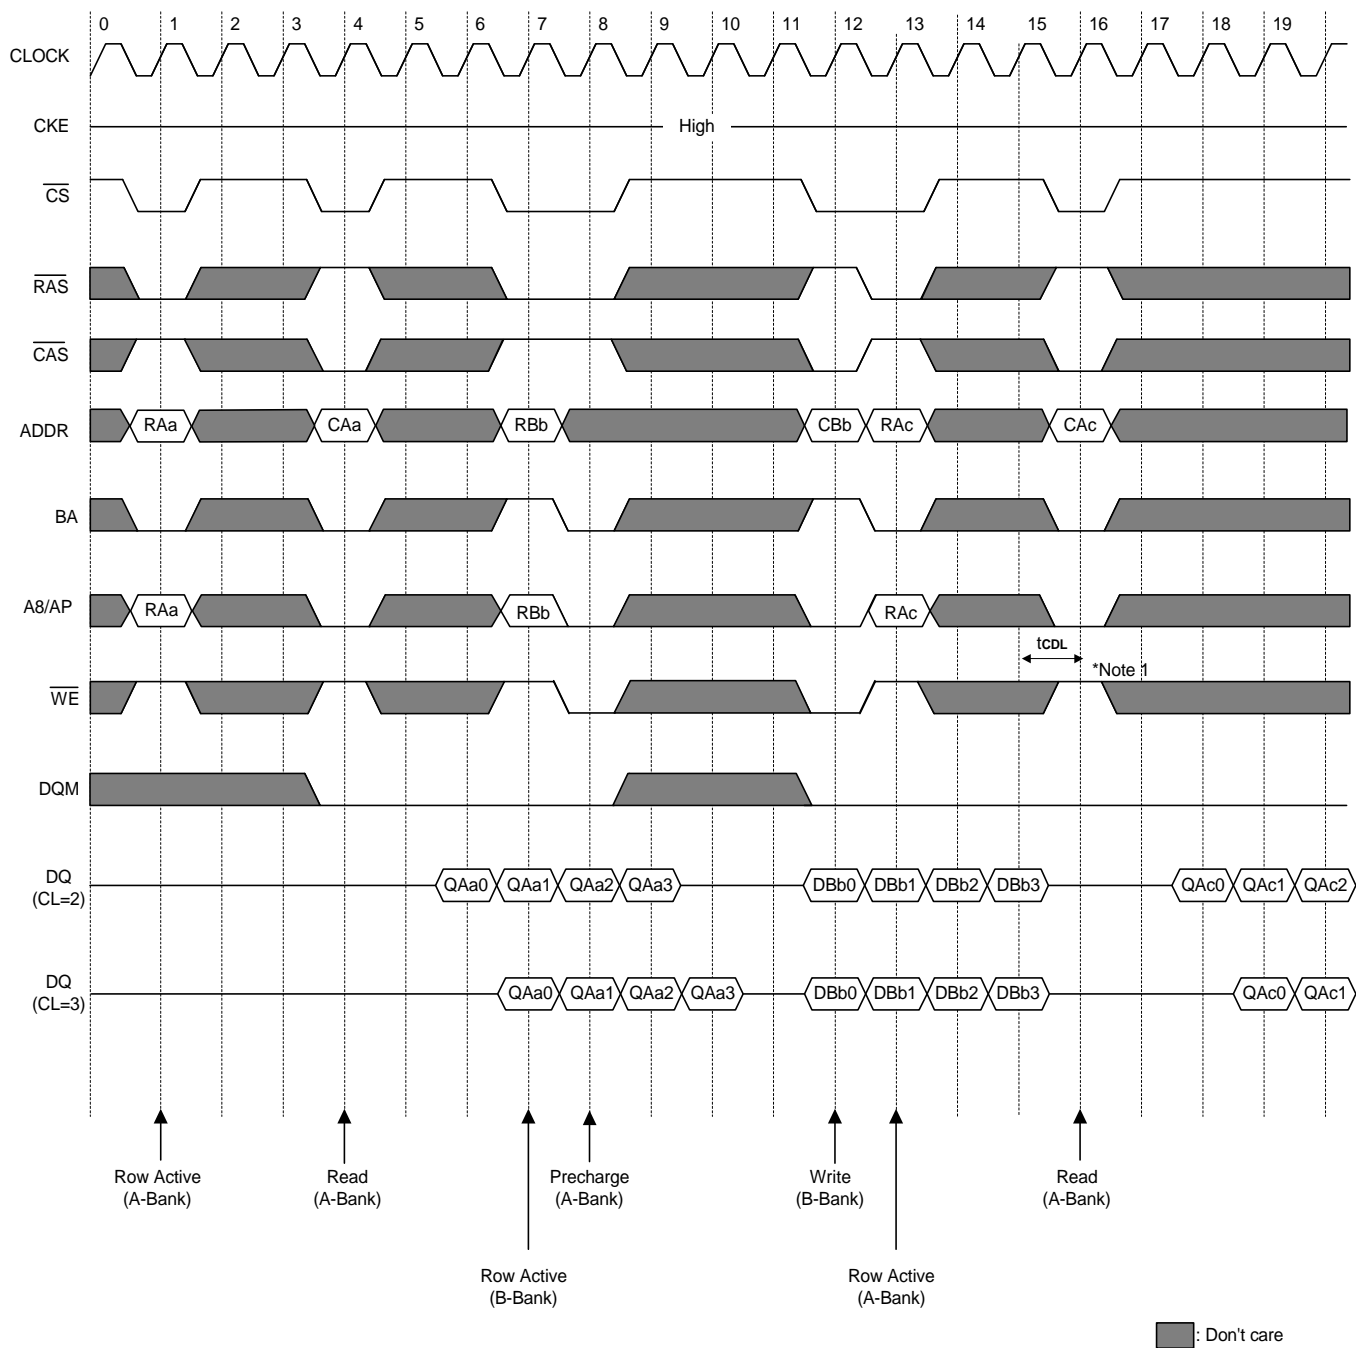 0 1 2 3 4 5 6 7 8 9 10 11 12 13 14 15 16 17 18 19
CLOCK
CKE
High
CS
RAS
CAS
ADDR
RAa CAa RBb CBb RAc CAc
BA
A8/AP
RAa RBb RAc
tCDL
*Note 1
WE
DQM
DQ
(CL=2)
QAa0 QAa1 QAa2 QAa3 DBb0 DBb1 DBb2 DBb3 QAc0 QAc1 QAc2
DQ
(CL=3)
QAa0 QAa1 QAa2 QAa3 DBb0 DBb1 DBb2 DBb3 QAc0 QAc1
Row Active
(A-Bank)
Read
(A-Bank)
Precharge
(A-Bank)
Write
(B-Bank)
Read
(A-Bank)
Row Active
(B-Bank)
Row Active
(A-Bank)
: Don't care